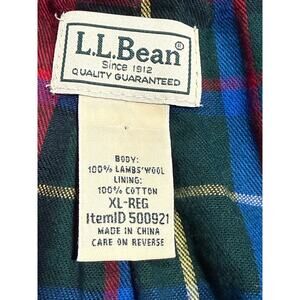 L.L.Bean®
Since 1912
QUALITY GUARANTEED
BODY:
100% LAMBS'WOOL
LINING:
100% COTTON
XL-REG
ItemID 500921
MADE IN CHINA
CARE ON REVERSE